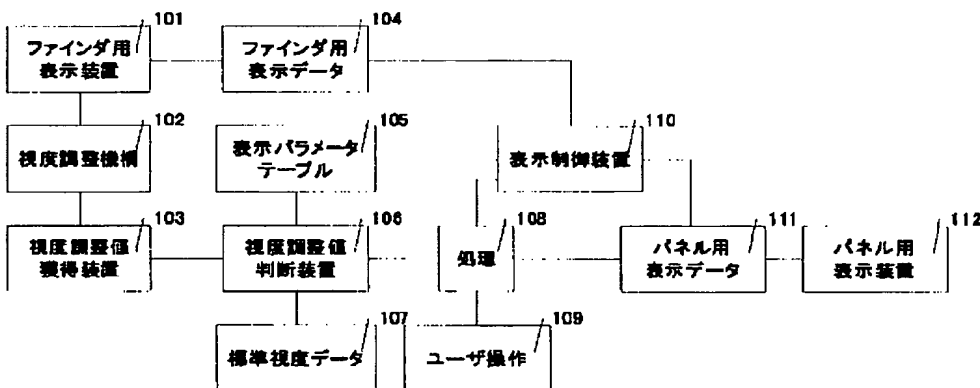 101
ファインダ用
表示装置
104
ファインダ用
表示データ
102
視度調整機構
105
表示パラメータ
テーブル
110
表示制御装置
103
視度調整値
獲得装置
106
視度調整値
判断装置
108
処理
111
パネル用
表示データ
112
パネル用
表示装置
107
標準視度データ
109
ユーザ操作